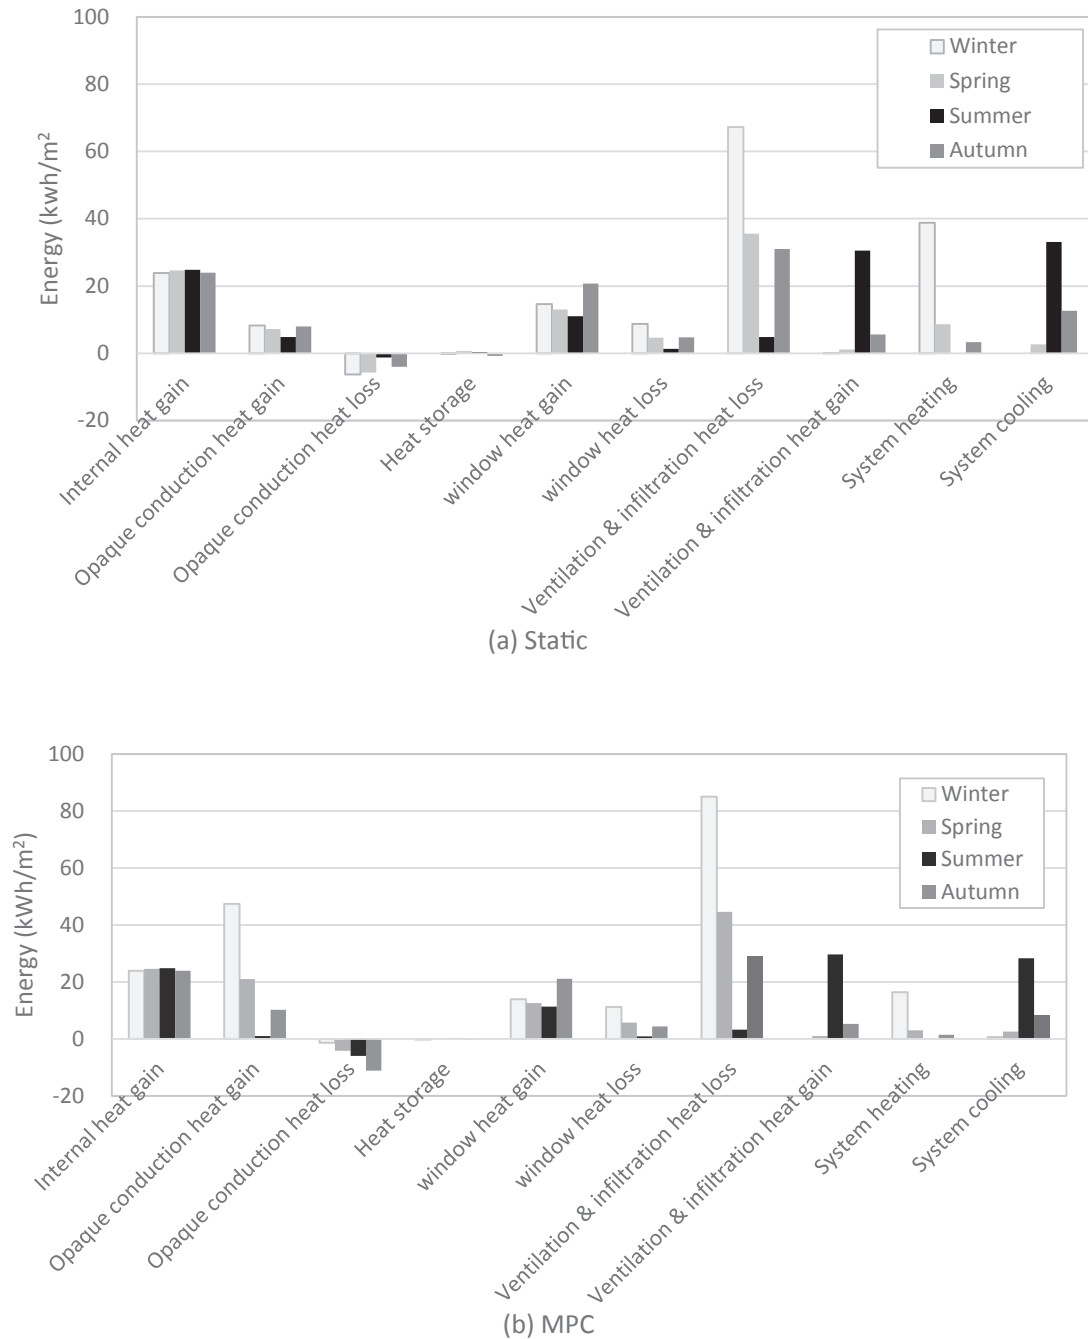 100
80
60
40
20
0
-20
Energy (kwh/m²)
Winter
Spring
Summer
Autumn
Internal heat gain
Opaque conduction heat gain
Opaque conduction heat loss
Heat storage
window heat gain
window heat loss
Ventilation & infiltration heat loss
Ventilation & infiltration heat gain
System heating
System cooling
(a) Static
100
80
60
40
20
0
-20
Energy (kWh/m²)
Winter
Spring
Summer
Autumn
Internal heat gain
Opaque conduction heat gain
Opaque conduction heat loss
Heat storage
window heat gain
window heat loss
Ventilation & infiltration heat loss
Ventilation & infiltration heat gain
System heating
System cooling
(b) MPC